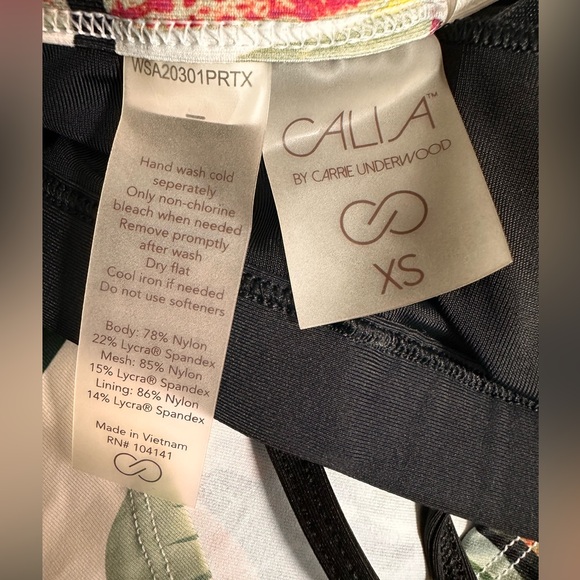 WSA20301PRTX
Hand wash cold
seperately
Only non-chlorine
bleach when needed
Remove promptly
after wash
Dry flat
Cool iron if needed
Do not use softeners
Body: 78% Nylon
22% Lycra® Spandex
Mesh: 85% Nylon
15% Lycra® Spandex
Lining: 86% Nylon
14% Lycra® Spandex
Made in Vietnam
RN# 104141
CALIA™
BY CARRIE UNDERWOOD
XS